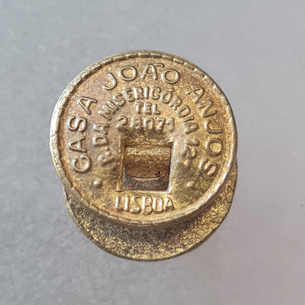 CASA JOÃO ANJOS
R. DA MISERICÓRDIA 12
TEL
28071
LISBOA